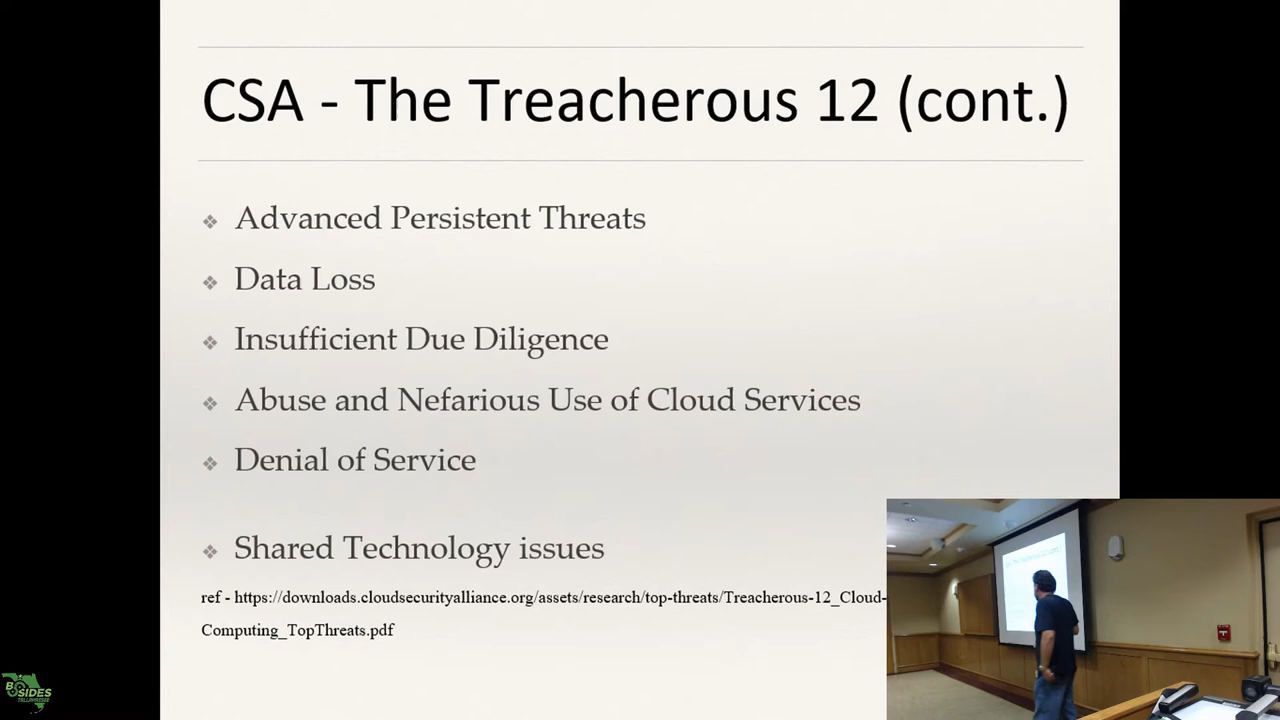 CSA - The Treacherous 12 (cont.)
❖ Advanced Persistent Threats
❖ Data Loss
❖ Insufficient Due Diligence
❖ Abuse and Nefarious Use of Cloud Services
❖ Denial of Service
❖ Shared Technology issues
ref - https://downloads.cloudsecurityalliance.org/assets/research/top-threats/Treacherous-12_Cloud-
Computing_TopThreats.pdf
BSIDES
TALLAHASSEE